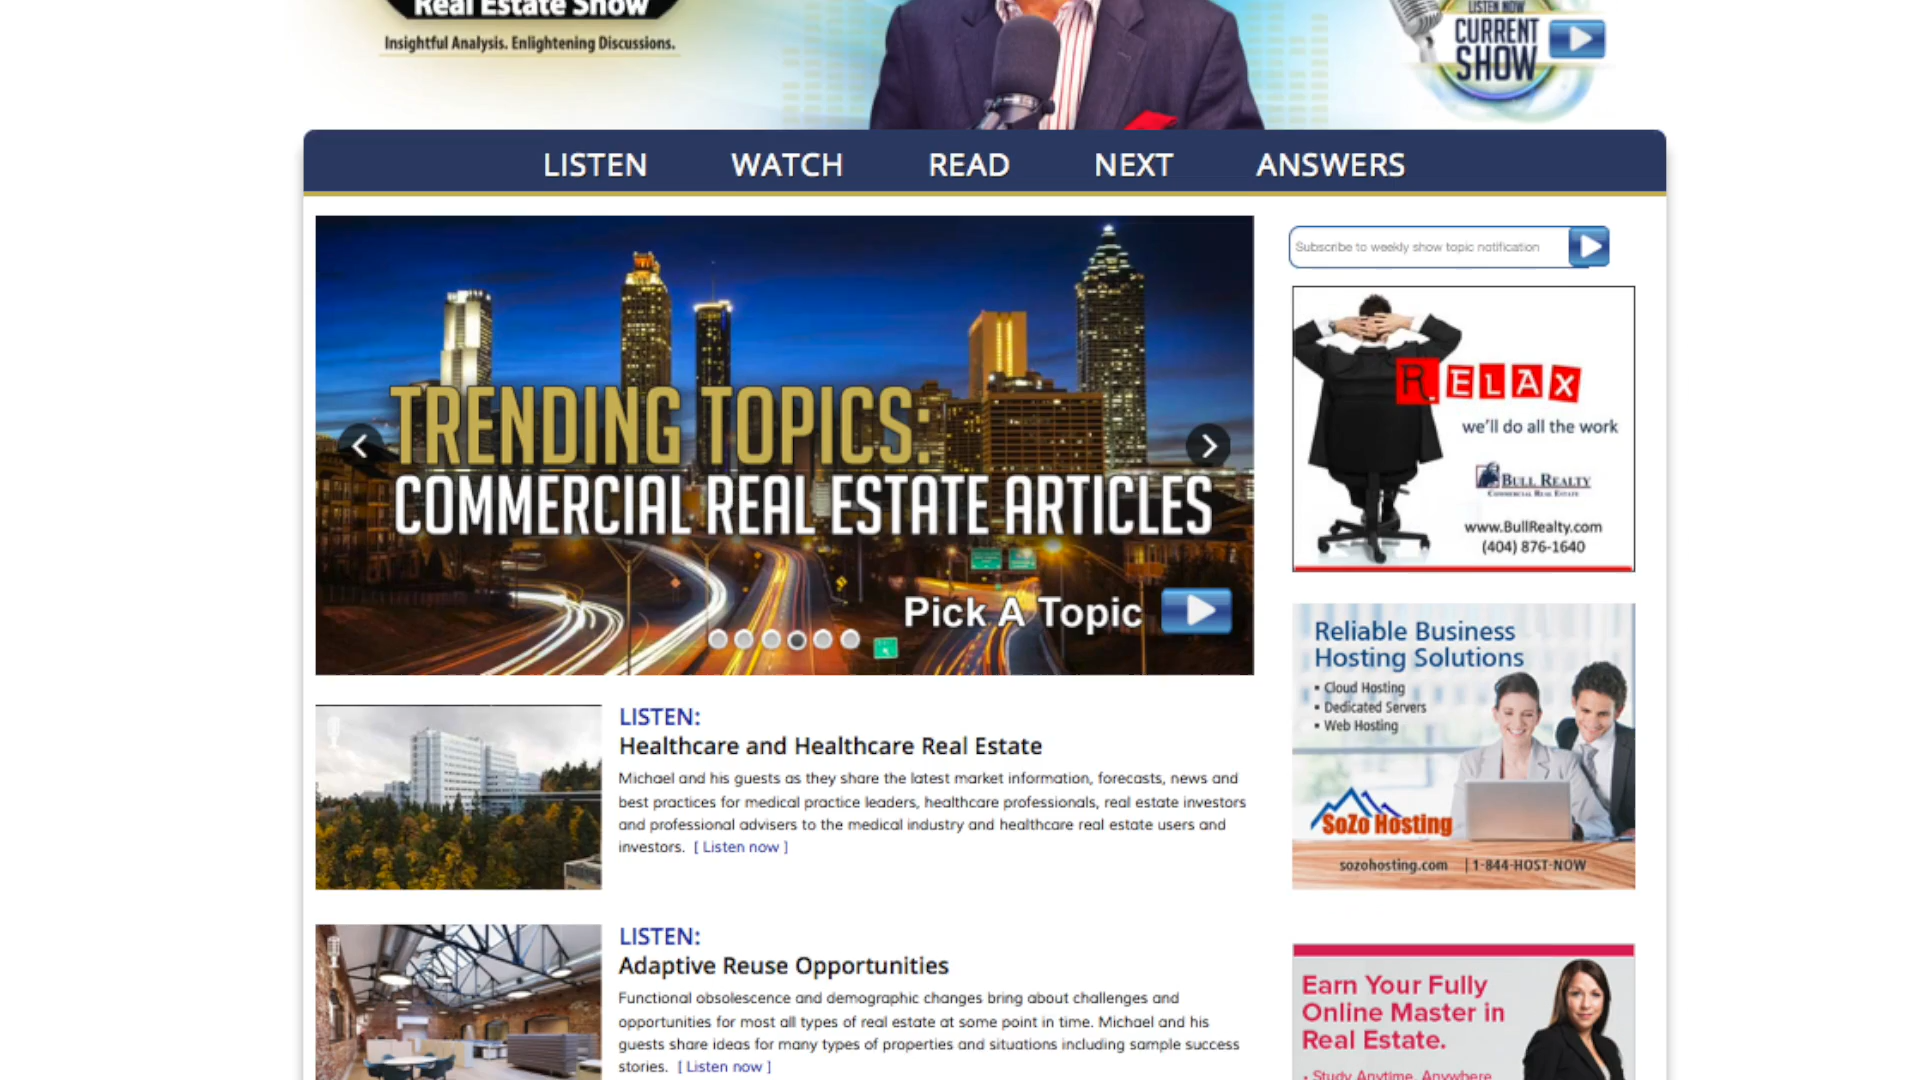 Real Estate Show
Insightful Analysis. Enlightening Discussions.
LISTEN NOW
CURRENT
SHOW
LISTEN WATCH READ NEXT ANSWERS
TRENDING TOPICS:
COMMERCIAL REAL ESTATE ARTICLES
Pick A Topic
Subscribe to weekly show topic notification
RELAX
we'll do all the work
BULL REALTY
COMMERCIAL REAL ESTATE
www.BullRealty.com
(404) 876-1640
Reliable Business
Hosting Solutions
▪ Cloud Hosting
▪ Dedicated Servers
▪ Web Hosting
SoZo Hosting
sozohosting.com | 1-844-HOST-NOW
LISTEN:
Healthcare and Healthcare Real Estate
Michael and his guests as they share the latest market information, forecasts, news and
best practices for medical practice leaders, healthcare professionals, real estate investors
and professional advisers to the medical industry and healthcare real estate users and
investors. [ Listen now ]
LISTEN:
Adaptive Reuse Opportunities
Functional obsolescence and demographic changes bring about challenges and
opportunities for most all types of real estate at some point in time. Michael and his
guests share ideas for many types of properties and situations including sample success
stories. [ Listen now ]
Earn Your Fully
Online Master in
Real Estate.
• Study Anytime, Anywhere